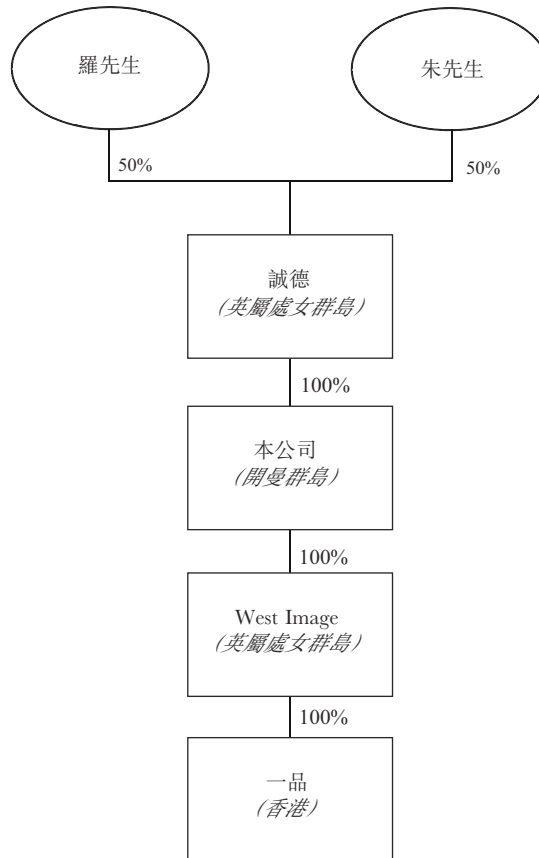 羅先生
朱先生
50%
50%
誠德
（英屬處女群島）
100%
本公司
（開曼群島）
100%
West Image
（英屬處女群島）
100%
一品
（香港）